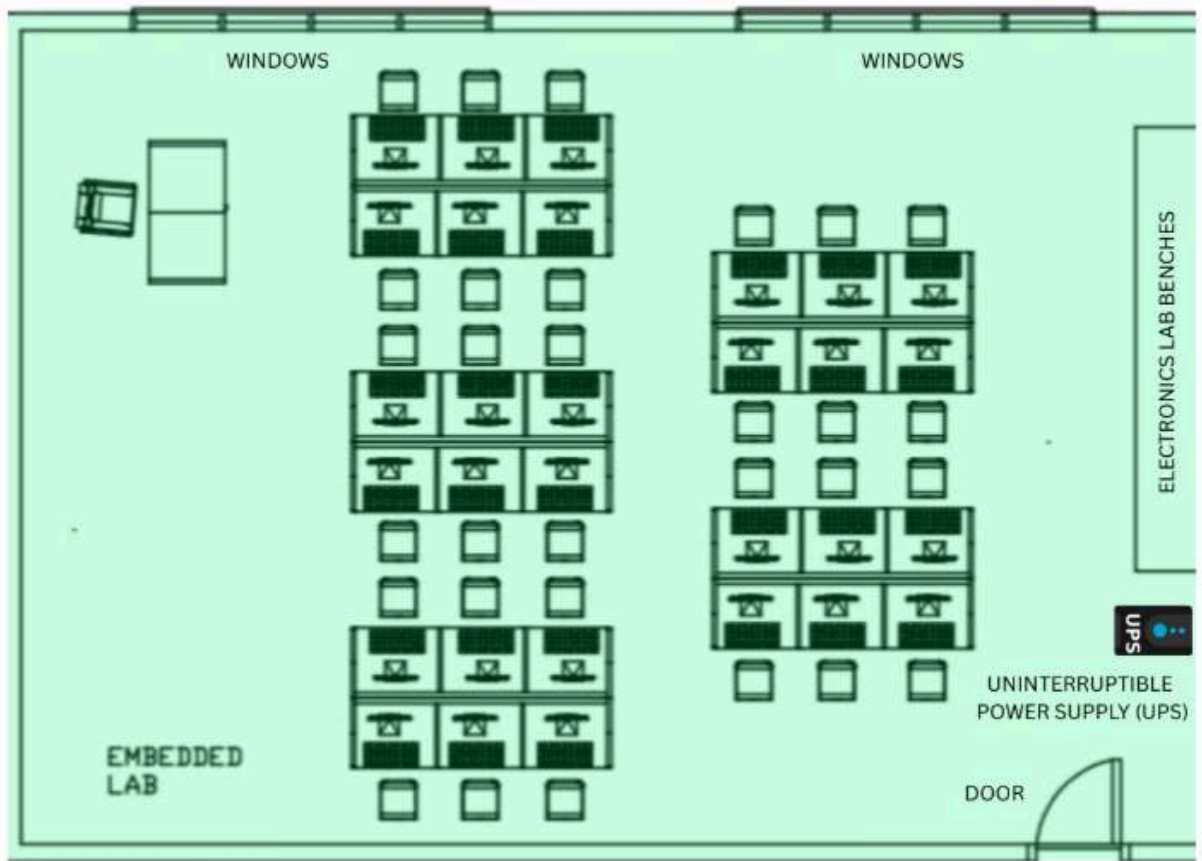 WINDOWS
WINDOWS
ELECTRONICS LAB BENCHES
UPS
UNINTERRUPTIBLE
POWER SUPPLY (UPS)
EMBEDDED
LAB
DOOR